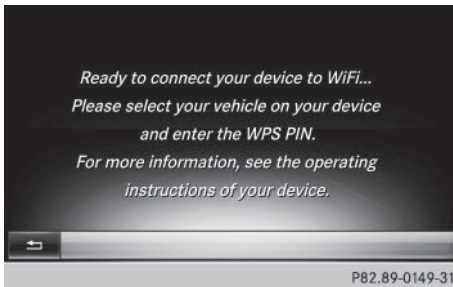 Ready to connect your device to WiFi...
Please select your vehicle on your device
and enter the WPS PIN.
For more information, see the operating
instructions of your device.
P82.89-0149-31